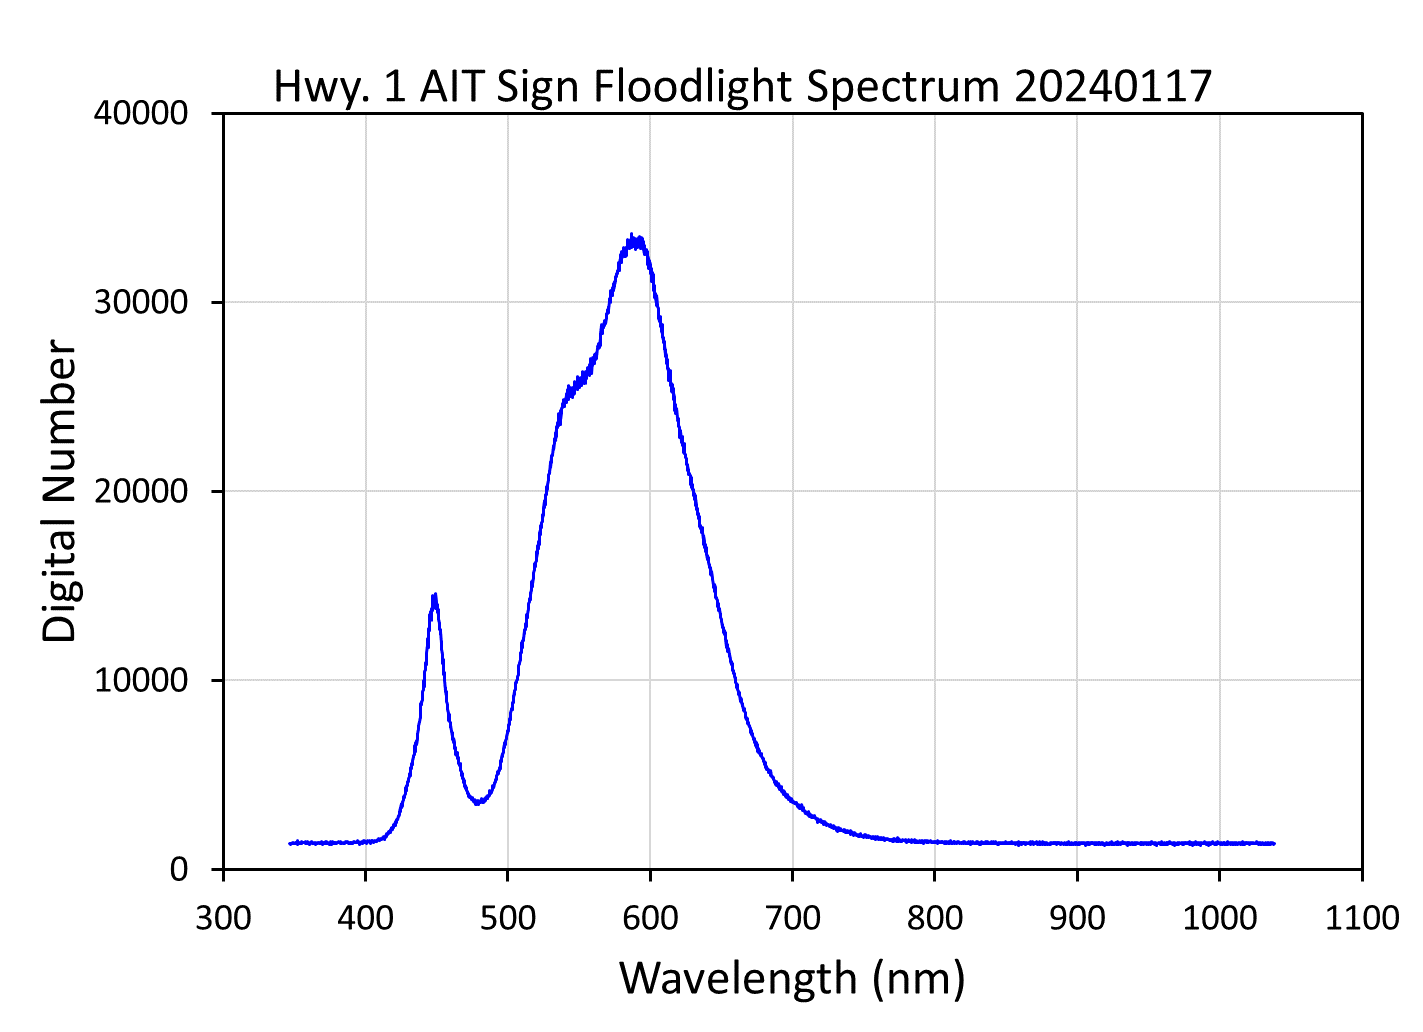 Hwy. 1 AIT Sign Floodlight Spectrum 20240117
40000
30000
20000
10000
0
Digital Number
300 400 500 600 700 800 900 1000 1100
Wavelength (nm)